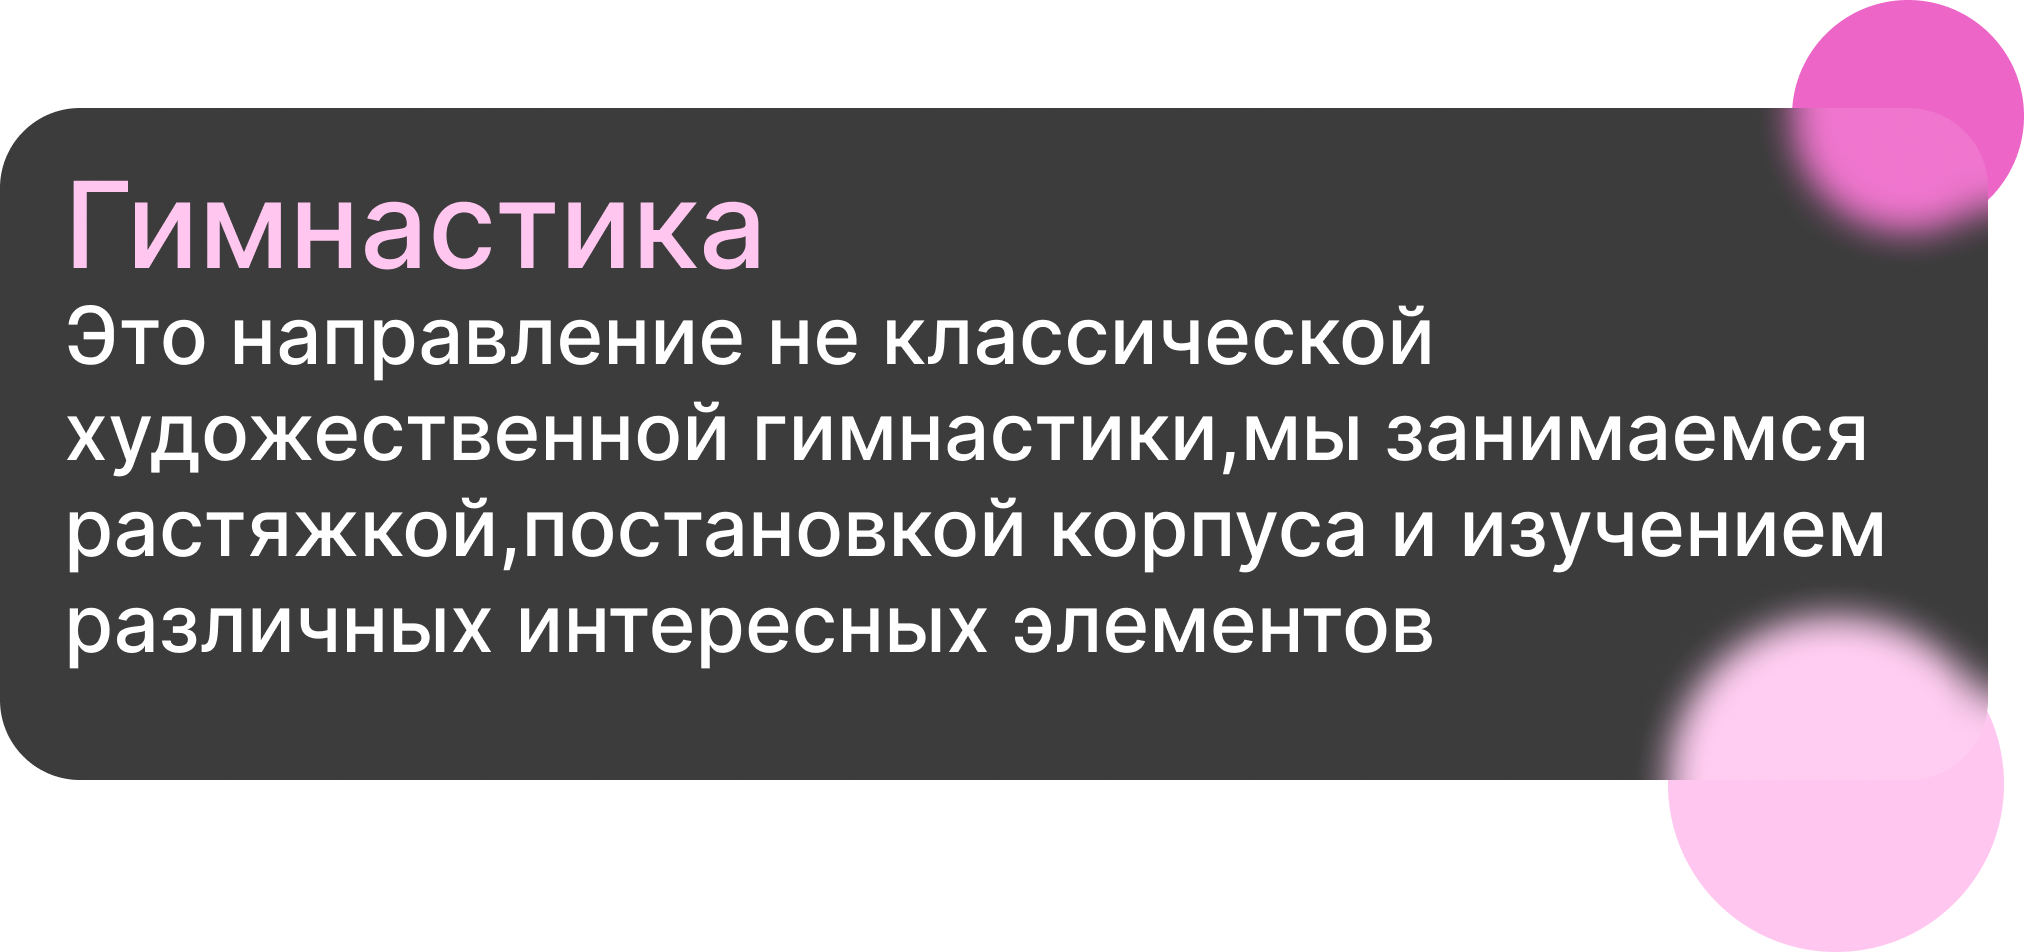 Гимнастика
Это направление не классической
художественной гимнастики,мы занимаемся
растяжкой,постановкой корпуса и изучением
различных интересных элементов